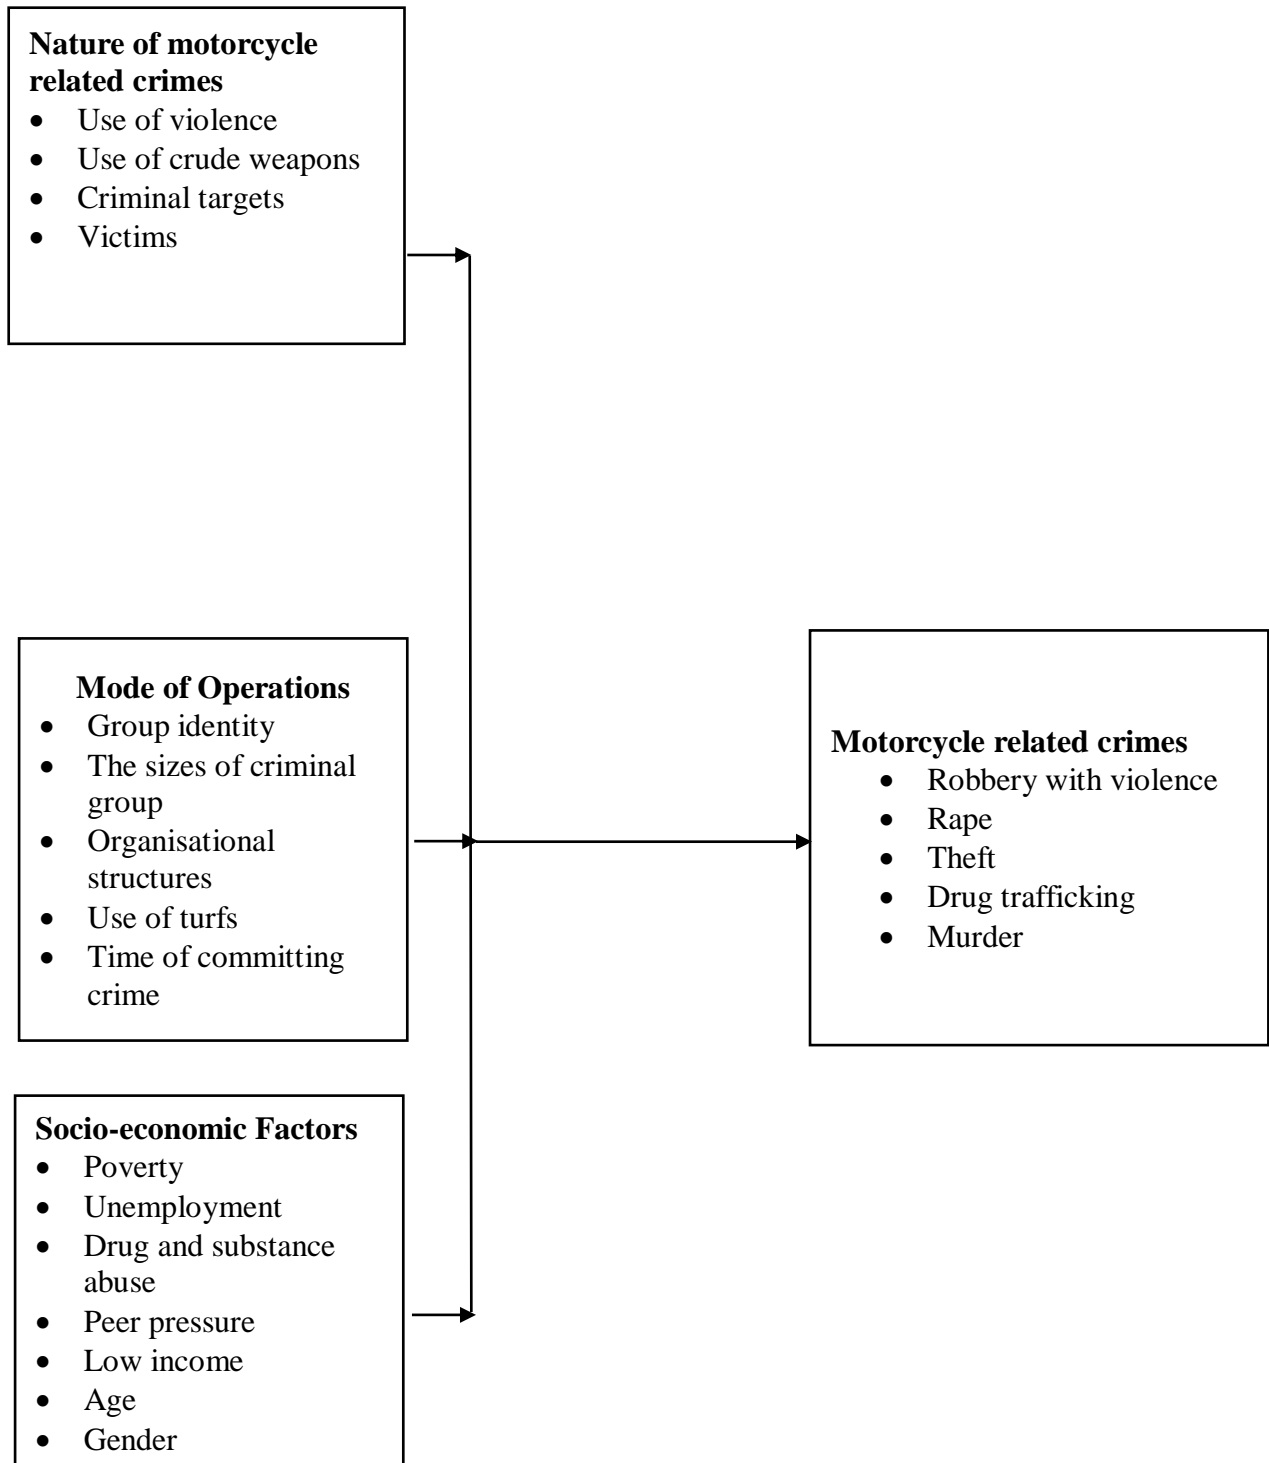 Nature of motorcycle
related crimes
• Use of violence
• Use of crude weapons
• Criminal targets
• Victims
Mode of Operations
• Group identity
• The sizes of criminal
group
• Organisational
structures
• Use of turfs
• Time of committing
crime
Motorcycle related crimes
• Robbery with violence
• Rape
• Theft
• Drug trafficking
• Murder
Socio-economic Factors
• Poverty
• Unemployment
• Drug and substance
abuse
• Peer pressure
• Low income
• Age
• Gender